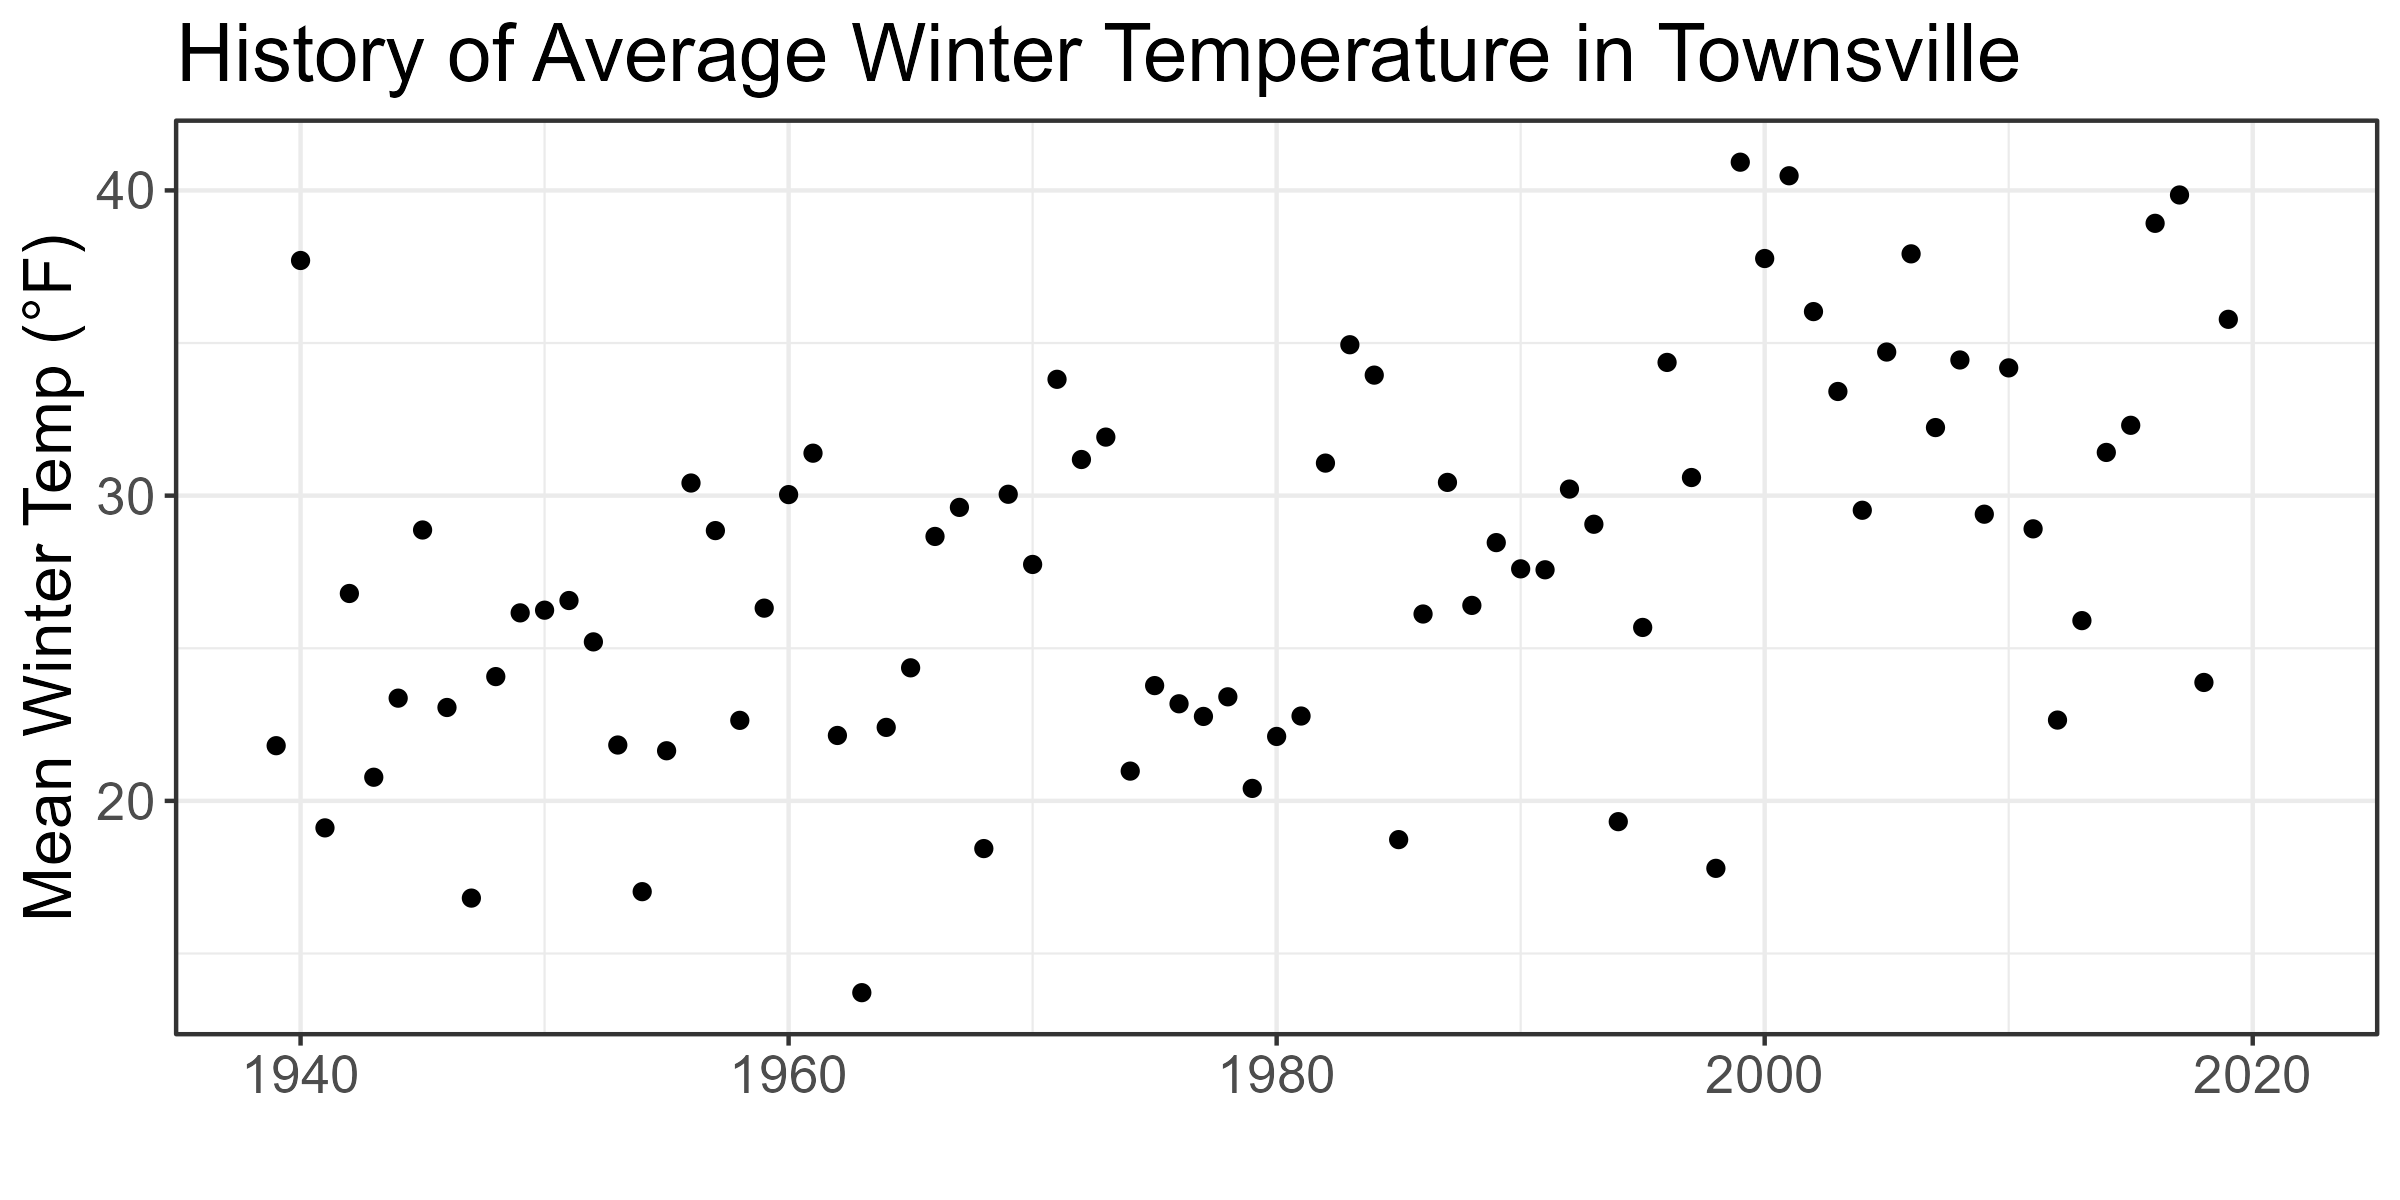 History of Average Winter Temperature in Townsville
Mean Winter Temp (°F)
40
30
20
1940 1960 1980 2000 2020